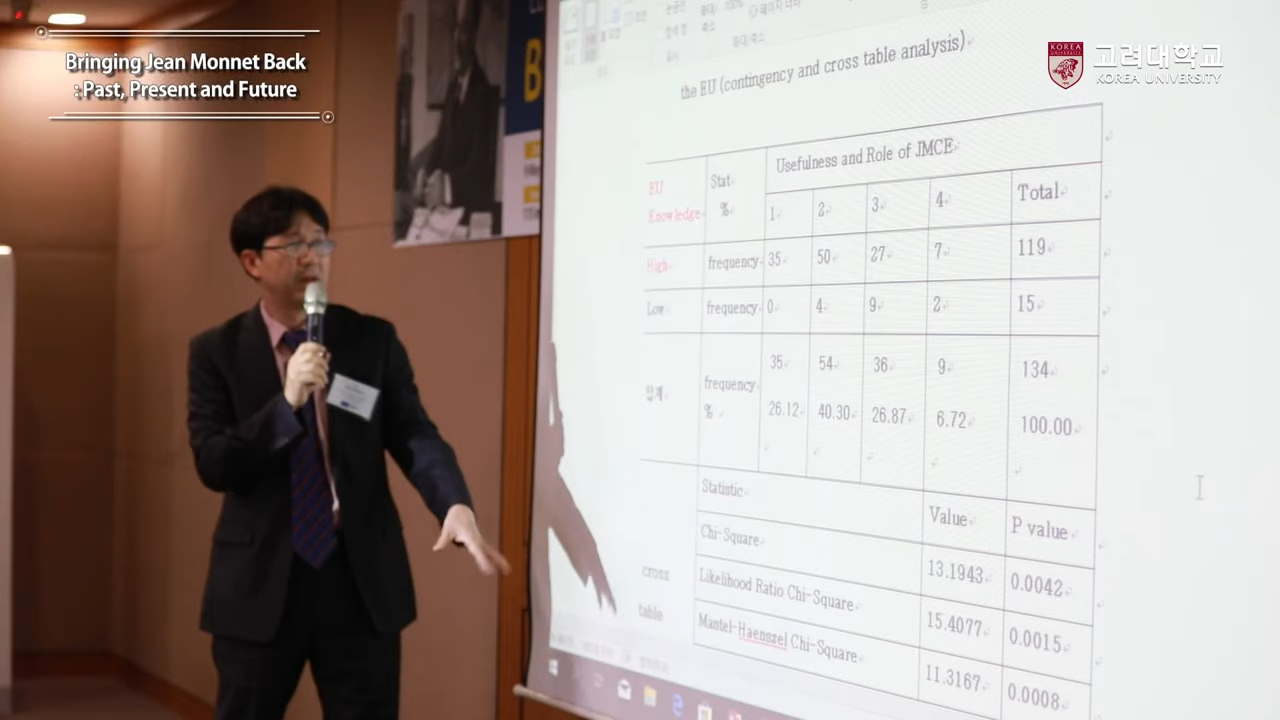 Bringing Jean Monnet Back
: Past, Present and Future
KOREA
UNIVERSITY
고려대학교
KOREA UNIVERSITY
B
the EU (contingency and cross table analysis)
EU
Knowledge
Stat
%
Usefulness and Role of JMCE
1 2 3 4 Total
High frequency 35 50 27 7 119
Low frequency 0 4 9 2 15
합계 frequency 35 54 36 9 134
% 26.12 40.30 26.87 6.72 100.00
cross
table
Statistic Value P value
Chi-Square 13.1943 0.0042
Likelihood Ratio Chi-Square 15.4077 0.0015
Mantel-Haenszel Chi-Square 11.3167 0.0008